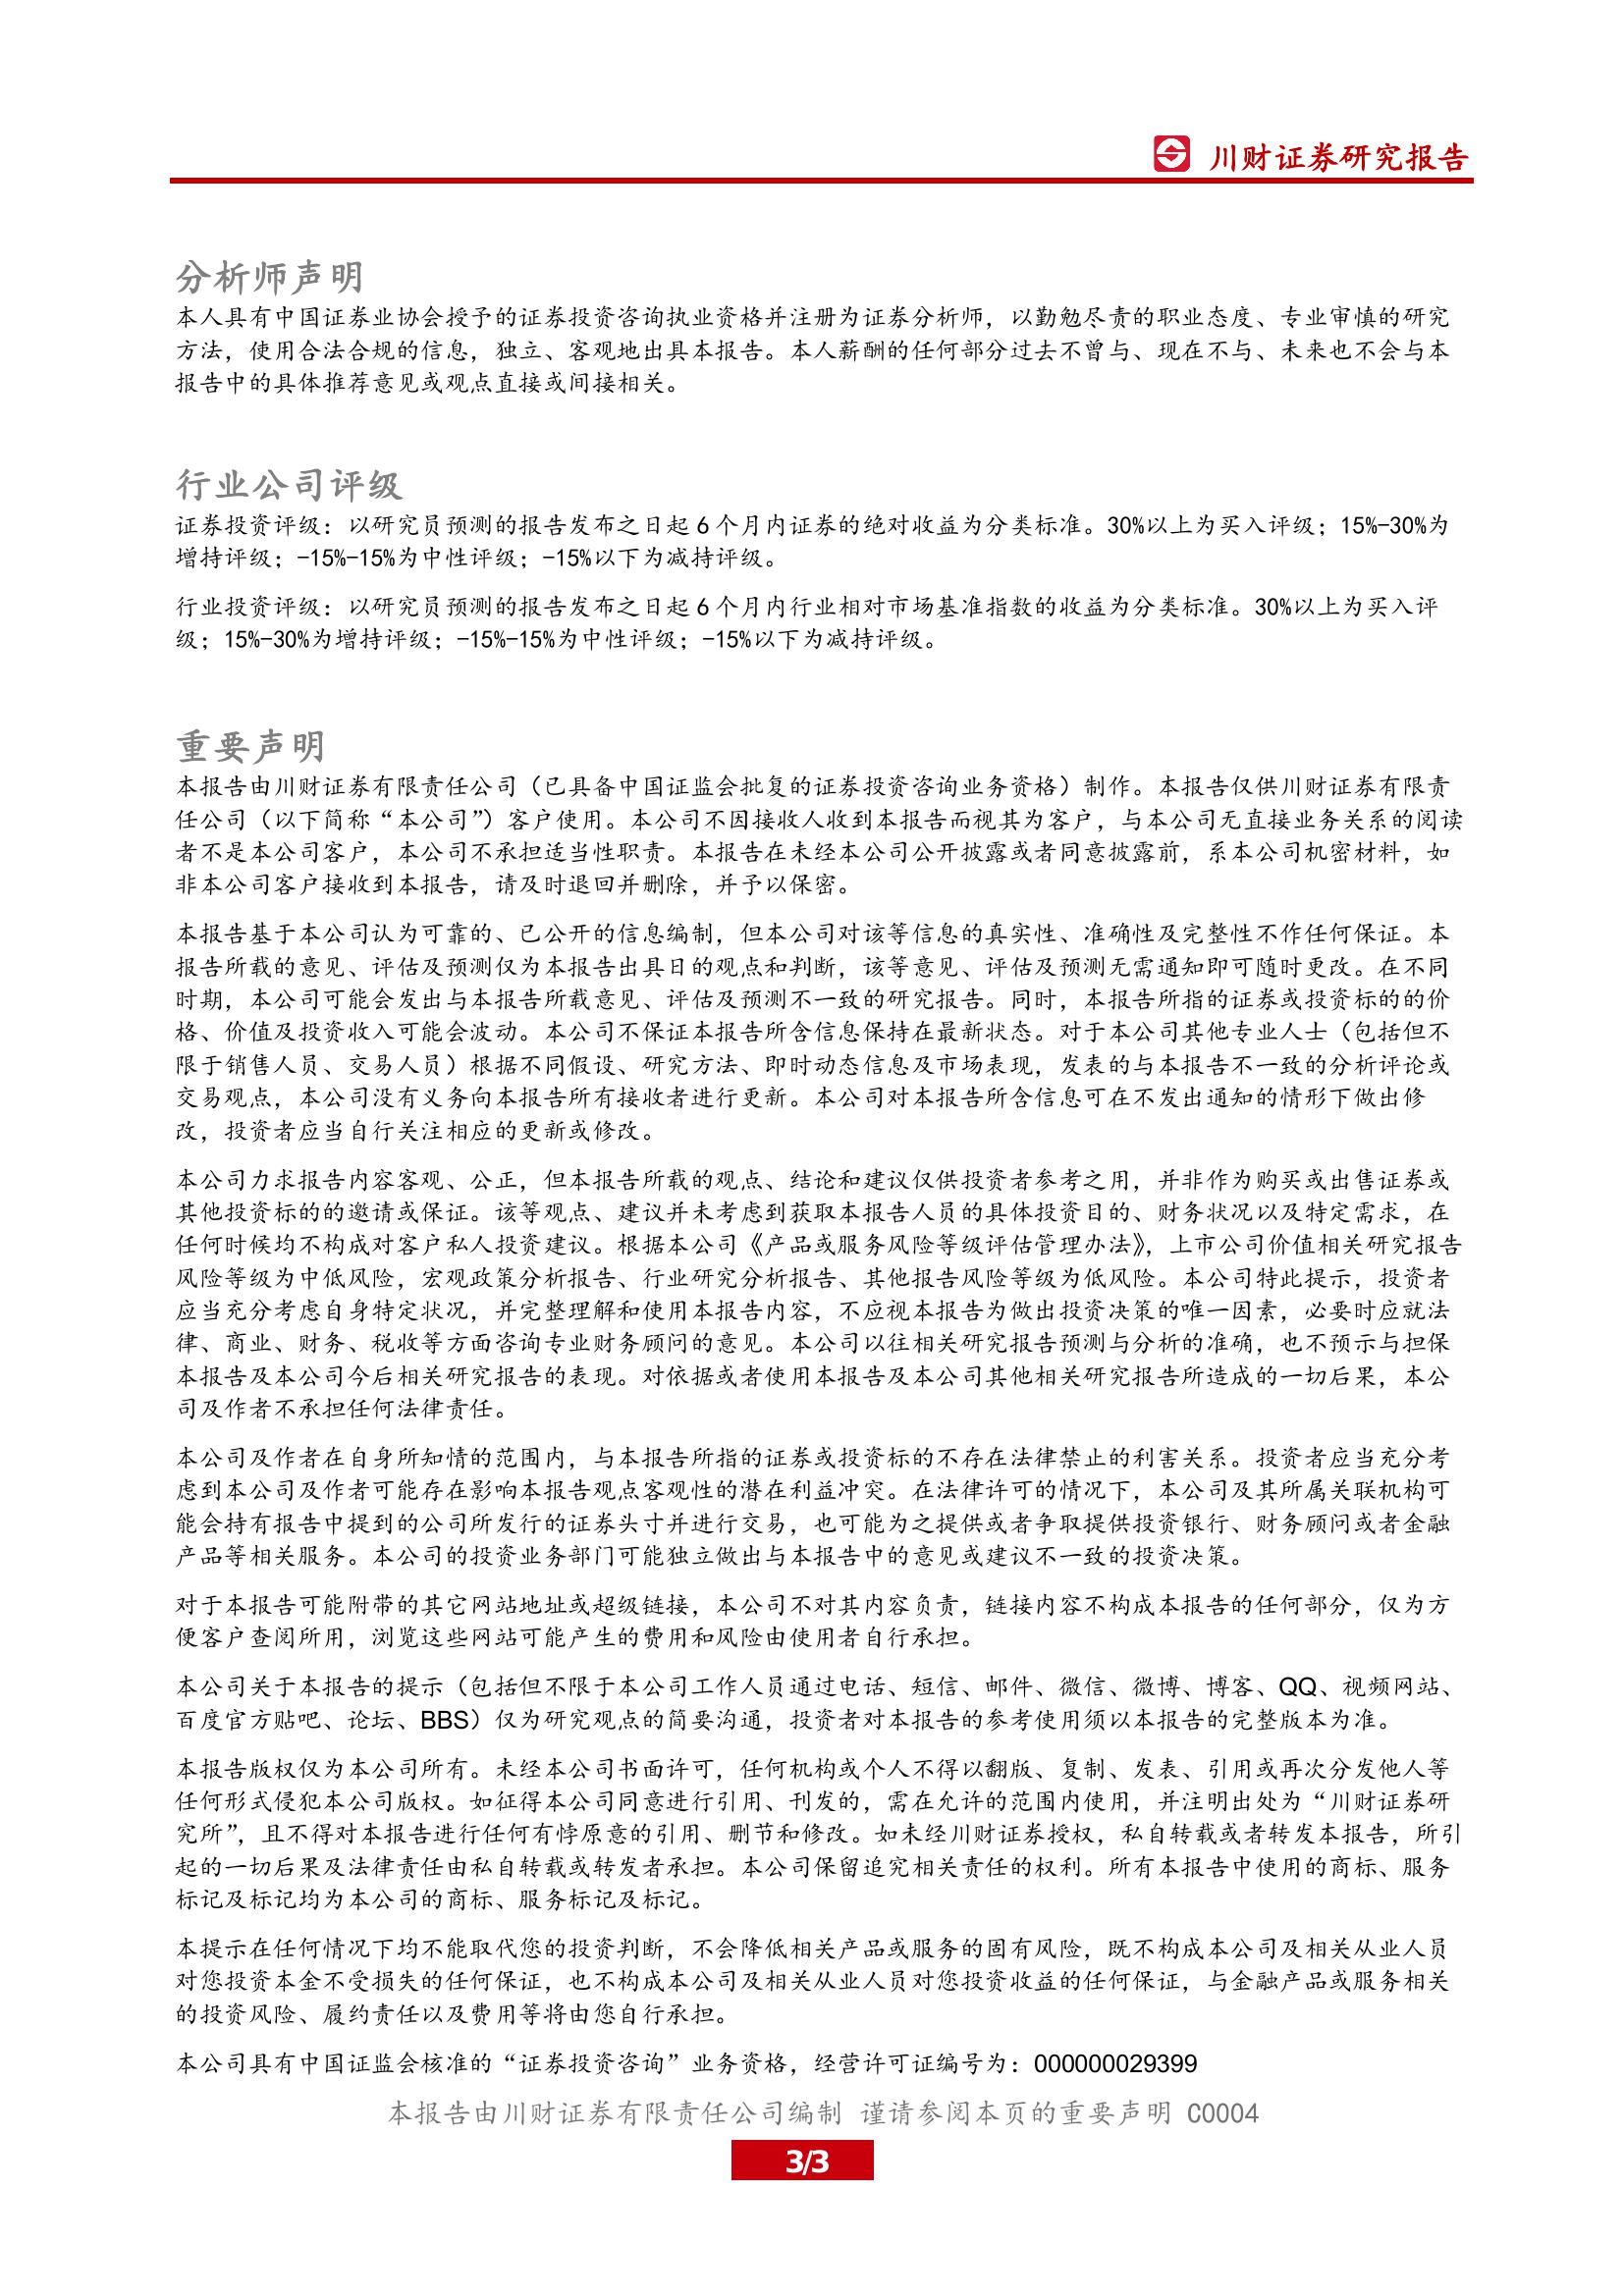 川财证券研究报告
分析师声明
本人具有中国证券业协会授予的证券投资咨询执业资格并注册为证券分析师，以勤勉尽责的职业态度、专业审慎的研究
方法，使用合法合规的信息，独立、客观地出具本报告。本人薪酬的任何部分过去不曾与、现在不与、未来也不会与本
报告中的具体推荐意见或观点直接或间接相关。
行业公司评级
证券投资评级：以研究员预测的报告发布之日起 6 个月内证券的绝对收益为分类标准。30%以上为买入评级；15%-30%为
增持评级；-15%-15%为中性评级；-15%以下为减持评级。
行业投资评级：以研究员预测的报告发布之日起 6 个月内行业相对市场基准指数的收益为分类标准。30%以上为买入评
级；15%-30%为增持评级；-15%-15%为中性评级；-15%以下为减持评级。
重要声明
本报告由川财证券有限责任公司（已具备中国证监会批复的证券投资咨询业务资格）制作。本报告仅供川财证券有限责
任公司（以下简称“本公司”）客户使用。本公司不因接收人收到本报告而视其为客户，与本公司无直接业务关系的阅读
者不是本公司客户，本公司不承担适当性职责。本报告在未经本公司公开披露或者同意披露前，系本公司机密材料，如
非本公司客户接收到本报告，请及时退回并删除，并予以保密。
本报告基于本公司认为可靠的、已公开的信息编制，但本公司对该等信息的真实性、准确性及完整性不作任何保证。本
报告所载的意见、评估及预测仅为本报告出具日的观点和判断，该等意见、评估及预测无需通知即可随时更改。在不同
时期，本公司可能会发出与本报告所载意见、评估及预测不一致的研究报告。同时，本报告所指的证券或投资标的的价
格、价值及投资收入可能会波动。本公司不保证本报告所含信息保持在最新状态。对于本公司其他专业人士（包括但不
限于销售人员、交易人员）根据不同假设、研究方法、即时动态信息及市场表现，发表的与本报告不一致的分析评论或
交易观点，本公司没有义务向本报告所有接收者进行更新。本公司对本报告所含信息可在不发出通知的情形下做出修
改，投资者应当自行关注相应的更新或修改。
本公司力求报告内容客观、公正，但本报告所载的观点、结论和建议仅供投资者参考之用，并非作为购买或出售证券或
其他投资标的的邀请或保证。该等观点、建议并未考虑到获取本报告人员的具体投资目的、财务状况以及特定需求，在
任何时候均不构成对客户私人投资建议。根据本公司《产品或服务风险等级评估管理办法》，上市公司价值相关研究报告
风险等级为中低风险，宏观政策分析报告、行业研究分析报告、其他报告风险等级为低风险。本公司特此提示，投资者
应当充分考虑自身特定状况，并完整理解和使用本报告内容，不应视本报告为做出投资决策的唯一因素，必要时应就法
律、商业、财务、税收等方面咨询专业财务顾问的意见。本公司以往相关研究报告预测与分析的准确，也不预示与担保
本报告及本公司今后相关研究报告的表现。对依据或者使用本报告及本公司其他相关研究报告所造成的一切后果，本公
司及作者不承担任何法律责任。
本公司及作者在自身所知情的范围内，与本报告所指的证券或投资标的不存在法律禁止的利害关系。投资者应当充分考
虑到本公司及作者可能存在影响本报告观点客观性的潜在利益冲突。在法律许可的情况下，本公司及其所属关联机构可
能会持有报告中提到的公司所发行的证券头寸并进行交易，也可能为之提供或者争取提供投资银行、财务顾问或者金融
产品等相关服务。本公司的投资业务部门可能独立做出与本报告中的意见或建议不一致的投资决策。
对于本报告可能附带的其它网站地址或超级链接，本公司不对其内容负责，链接内容不构成本报告的任何部分，仅为方
便客户查阅所用，浏览这些网站可能产生的费用和风险由使用者自行承担。
本公司关于本报告的提示（包括但不限于本公司工作人员通过电话、短信、邮件、微信、微博、博客、QQ、视频网站、
百度官方贴吧、论坛、BBS）仅为研究观点的简要沟通，投资者对本报告的参考使用须以本报告的完整版本为准。
本报告版权仅为本公司所有。未经本公司书面许可，任何机构或个人不得以翻版、复制、发表、引用或再次分发他人等
任何形式侵犯本公司版权。如征得本公司同意进行引用、刊发的，需在允许的范围内使用，并注明出处为“川财证券研
究所”，且不得对本报告进行任何有悖原意的引用、删节和修改。如未经川财证券授权，私自转载或者转发本报告，所引
起的一切后果及法律责任由私自转载或转发者承担。本公司保留追究相关责任的权利。所有本报告中使用的商标、服务
标记及标记均为本公司的商标、服务标记及标记。
本提示在任何情况下均不能取代您的投资判断，不会降低相关产品或服务的固有风险，既不构成本公司及相关从业人员
对您投资本金不受损失的任何保证，也不构成本公司及相关从业人员对您投资收益的任何保证，与金融产品或服务相关
的投资风险、履约责任以及费用等将由您自行承担。
本公司具有中国证监会核准的“证券投资咨询”业务资格，经营许可证编号为：000000029399
本报告由川财证券有限责任公司编制 谨请参阅本页的重要声明 C0004
3/3